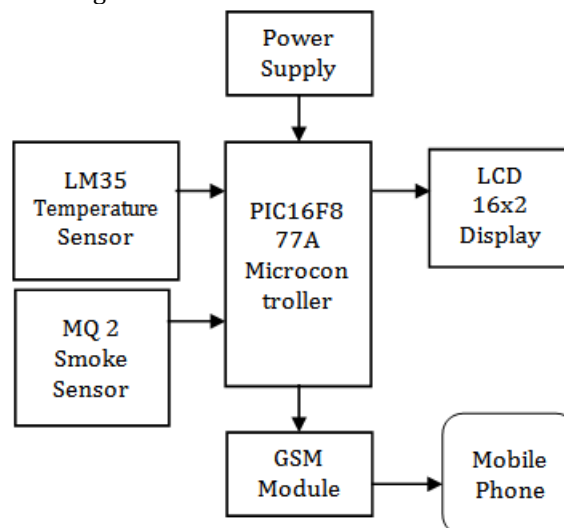 Power
Supply
LM35
Temperature
Sensor
PIC16F8
77A
Microcon
troller
LCD
16x2
Display
MQ 2
Smoke
Sensor
GSM
Module
Mobile
Phone